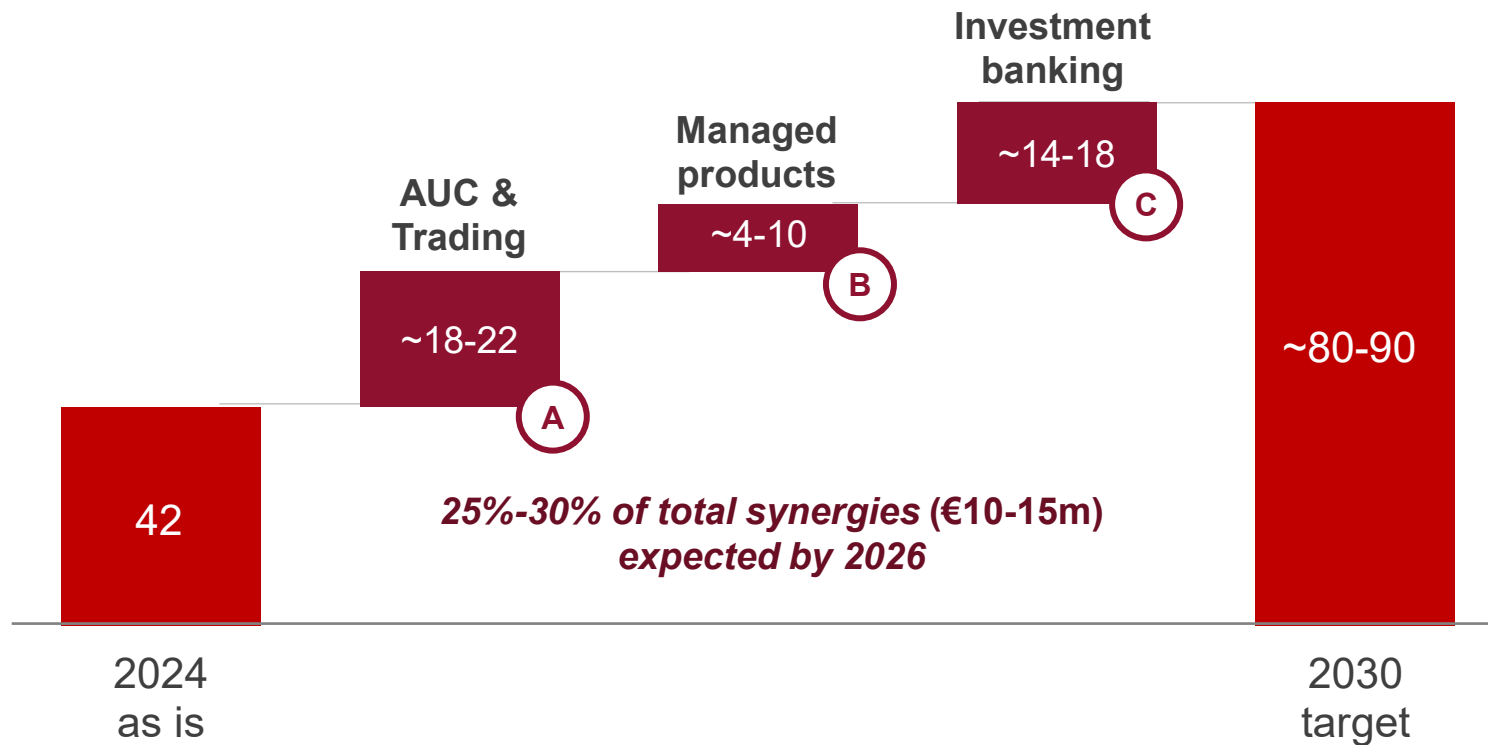 Investment
banking
Managed
products
AUC &
Trading
~14-18
C
~4-10
B
~18-22
A
~80-90
42
25%-30% of total synergies (€10-15m)
expected by 2026
2024
as is
2030
target